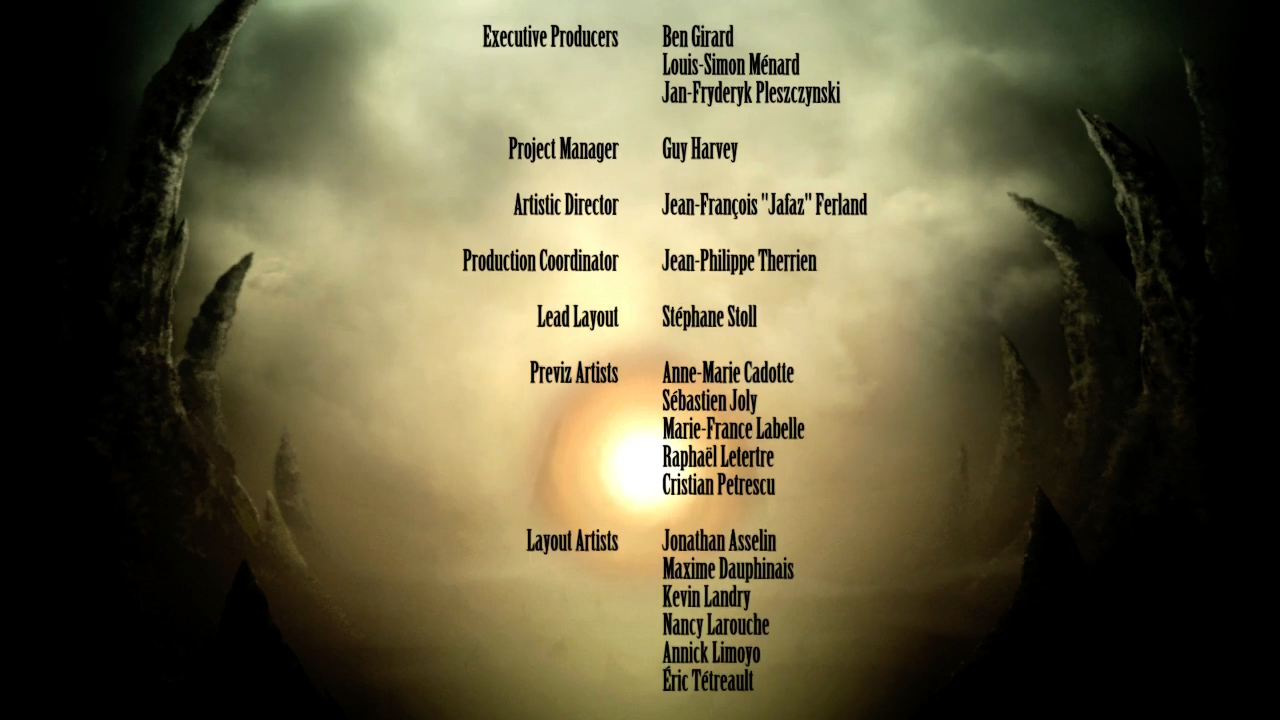 Executive Producers Ben Girard
Louis-Simon Ménard
Jan-Fryderyk Pleszczynski
Project Manager Guy Harvey
Artistic Director Jean-François "Jafaz" Ferland
Production Coordinator Jean-Philippe Therrien
Lead Layout Stéphane Stoll
Previz Artists Anne-Marie Cadotte
Sébastien Joly
Marie-France Labelle
Raphaël Letertre
Cristian Petrescu
Layout Artists Jonathan Asselin
Maxime Dauphinais
Kevin Landry
Nancy Larouche
Annick Limoyo
Éric Tétreault